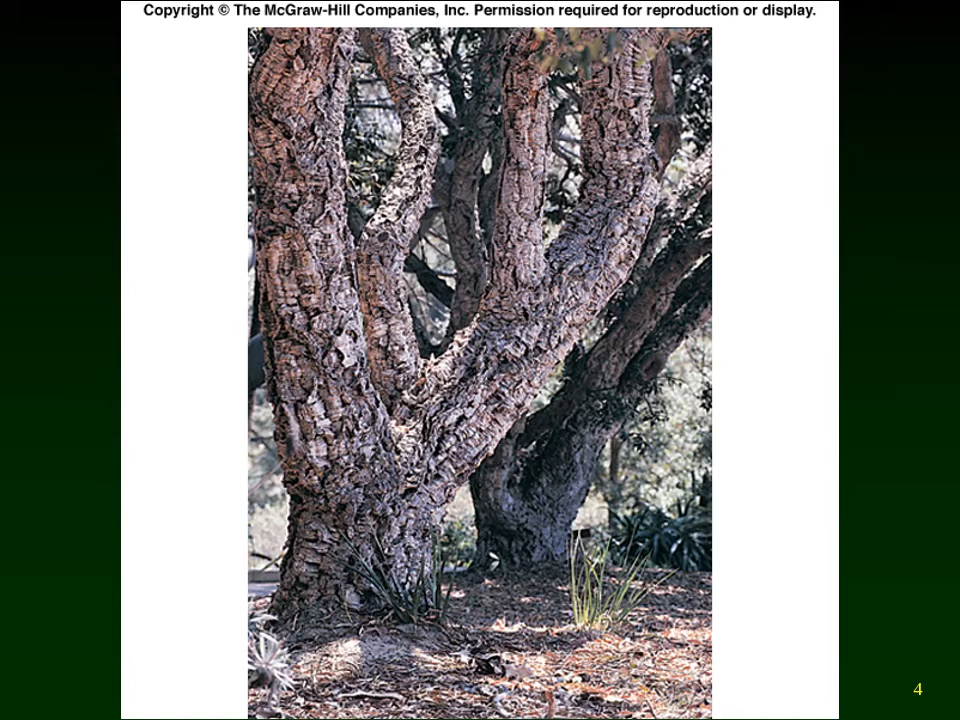 Copyright © The McGraw-Hill Companies, Inc. Permission required for reproduction or display.
4